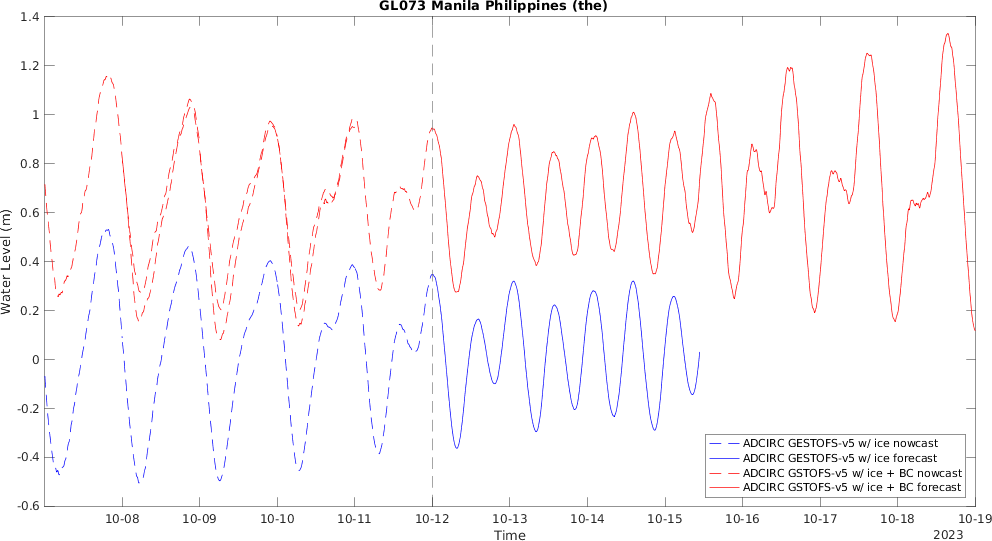 GL073 Manila Philippines (the)
1.4
1.2
1
0.8
0.6
0.4
0.2
0
-0.2
-0.4
-0.6
Water Level (m)
ADCIRC GESTOFS-v5 w/ ice nowcast
ADCIRC GESTOFS-v5 w/ ice forecast
ADCIRC GSTOFS-v5 w/ ice + BC nowcast
ADCIRC GSTOFS-v5 w/ ice + BC forecast
10-08 10-09 10-10 10-11 10-12 10-13 10-14 10-15 10-16 10-17 10-18 10-19
Time
2023